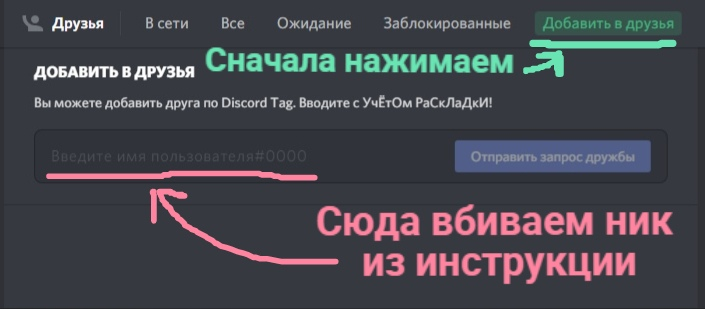 Друзья В сети Все Ожидание Заблокированные Добавить в друзья
ДОБАВИТЬ В ДРУЗЬЯ Сначала нажимаем
Вы можете добавить друга по Discord Tag. Вводите с УчЁтОм РаСкЛаДкИ!
Введите имя пользователя#0000 Отправить запрос дружбы
Сюда вбиваем ник
из инструкции